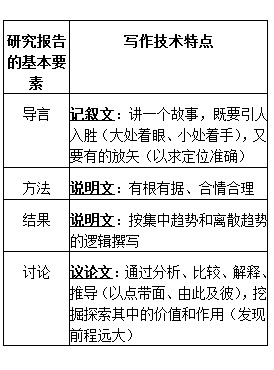 研究报告
的基本要
素
写作技术特点
导言
记叙文：讲一个故事，既要引人
入胜（大处着眼、小处着手），又
要有的放矢（以求定位准确）
方法
说明文：有根有据、合情合理
结果
说明文：按集中趋势和离散趋势
的逻辑撰写
讨论
议论文：通过分析、比较、解释、
推导（以点带面、由此及彼），挖
掘探索其中的价值和作用（发现
前程远大）